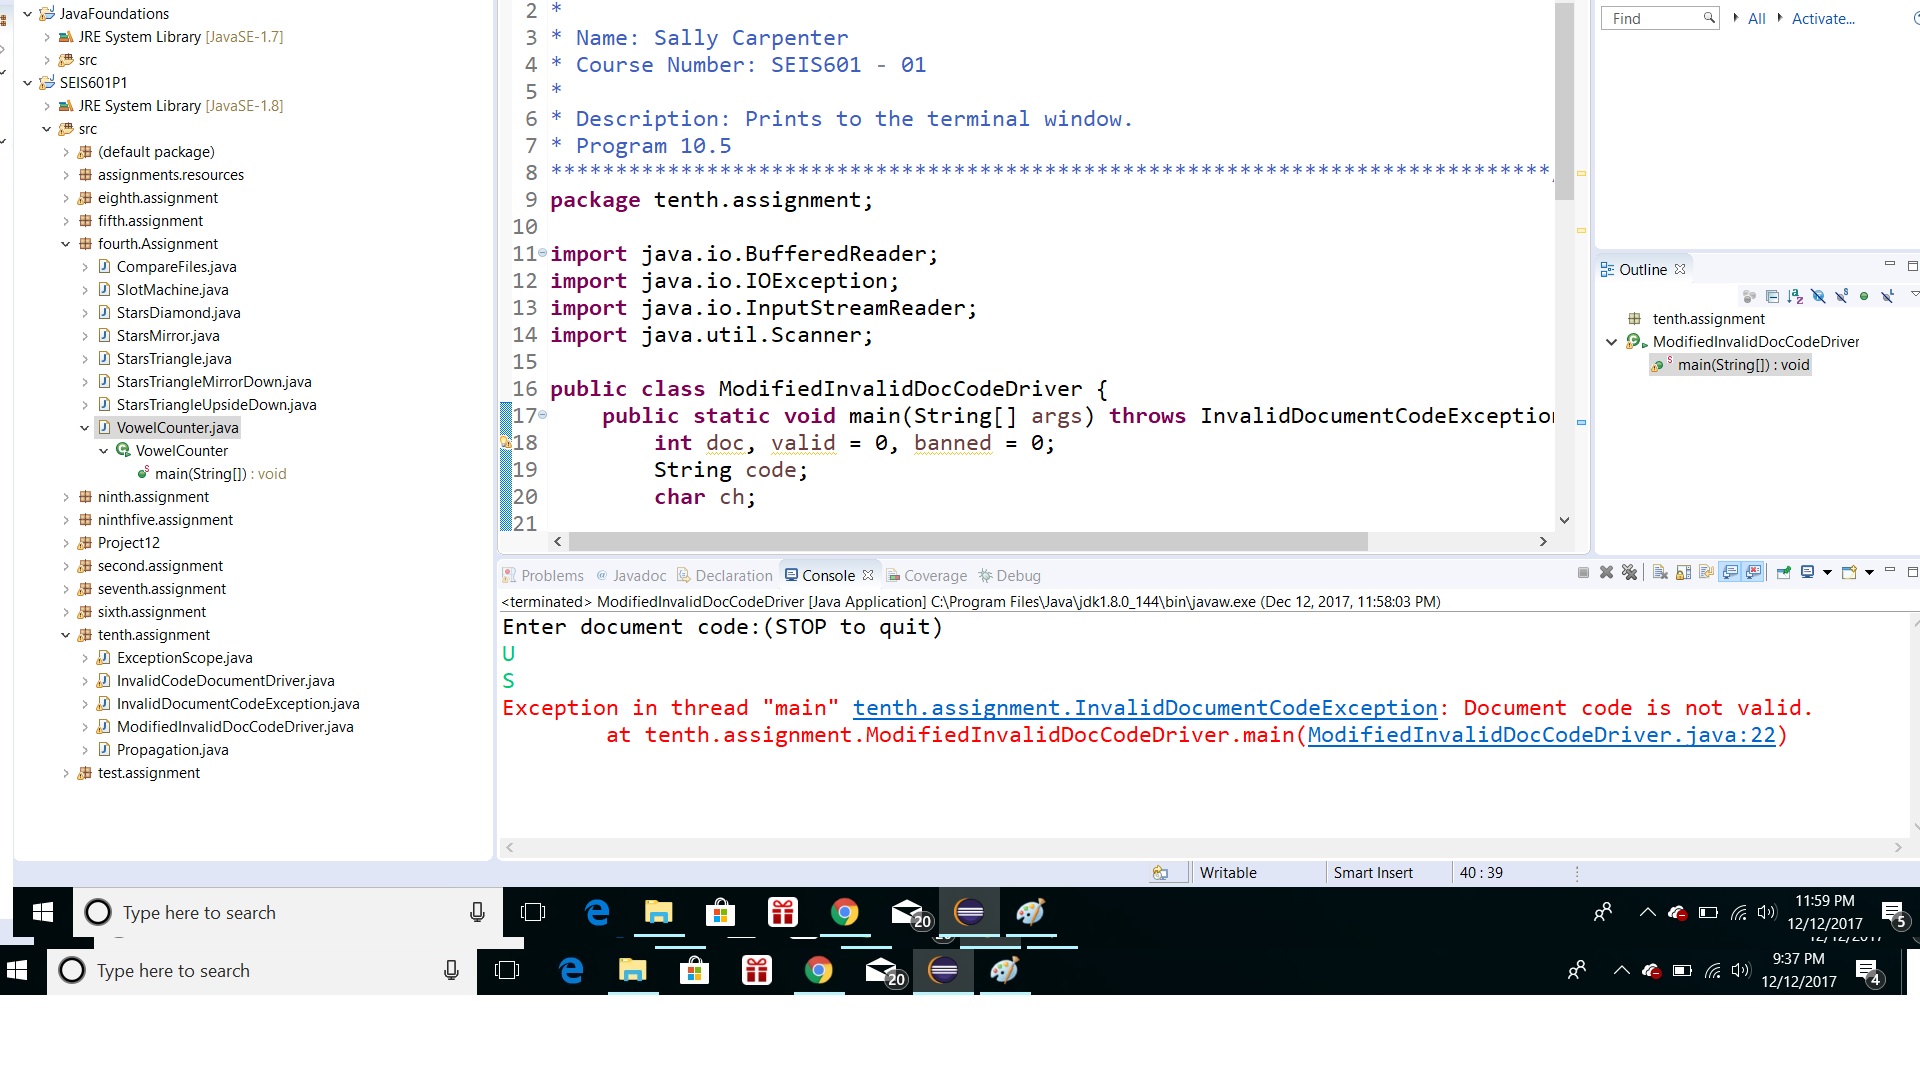 JavaFoundations
JRE System Library [JavaSE-1.7]
src
SEIS601P1
JRE System Library [JavaSE-1.8]
src
(default package)
assignments.resources
eighth.assignment
fifth.assignment
fourth.Assignment
CompareFiles.java
SlotMachine.java
StarsDiamond.java
StarsMirror.java
StarsTriangle.java
StarsTriangleMirrorDown.java
StarsTriangleUpsideDown.java
VowelCounter.java
VowelCounter
main(String[]) : void
ninth.assignment
ninthfive.assignment
Project12
second.assignment
seventh.assignment
sixth.assignment
tenth.assignment
ExceptionScope.java
InvalidCodeDocumentDriver.java
InvalidDocumentCodeException.java
ModifiedInvalidDocCodeDriver.java
Propagation.java
test.assignment
2 *
3 * Name: Sally Carpenter
4 * Course Number: SEIS601 - 01
5 *
6 * Description: Prints to the terminal window.
7 * Program 10.5
8 *****************************************************************************
9 package tenth.assignment;
10
11 import java.io.BufferedReader;
12 import java.io.IOException;
13 import java.io.InputStreamReader;
14 import java.util.Scanner;
15
16 public class ModifiedInvalidDocCodeDriver {
17 public static void main(String[] args) throws InvalidDocumentCodeException
18 int doc, valid = 0, banned = 0;
19 String code;
20 char ch;
21
Find All Activate...
Outline
tenth.assignment
ModifiedInvalidDocCodeDriver
main(String[]) : void
Problems @ Javadoc Declaration Console Coverage Debug
<terminated> ModifiedInvalidDocCodeDriver [Java Application] C:\Program Files\Java\jdk1.8.0_144\bin\javaw.exe (Dec 12, 2017, 11:58:03 PM)
Enter document code:(STOP to quit)
U
S
Exception in thread "main" tenth.assignment.InvalidDocumentCodeException: Document code is not valid.
at tenth.assignment.ModifiedInvalidDocCodeDriver.main(ModifiedInvalidDocCodeDriver.java:22)
Writable Smart Insert 40 : 39
Type here to search
20
11:59 PM
12/12/2017
5
Type here to search
20
9:37 PM
12/12/2017
4